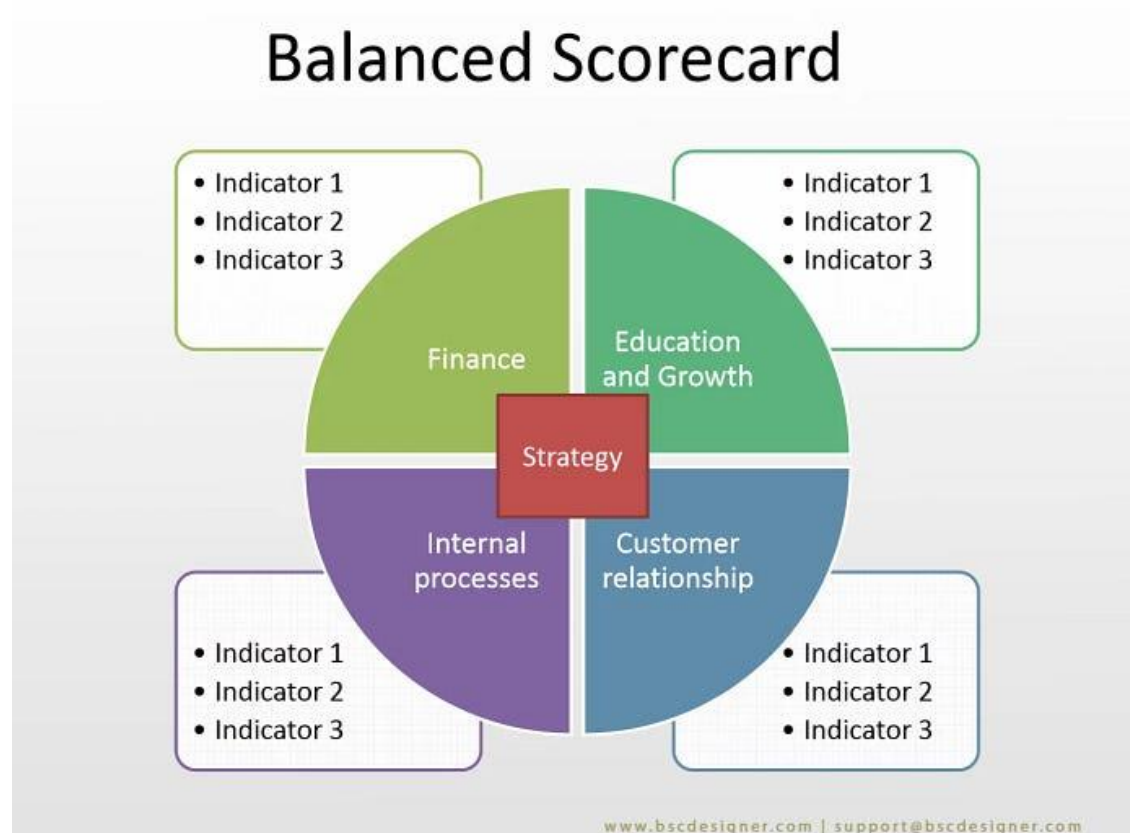 Balanced Scorecard
• Indicator 1
• Indicator 2
• Indicator 3
• Indicator 1
• Indicator 2
• Indicator 3
Finance
Education
and Growth
Strategy
Internal
processes
Customer
relationship
• Indicator 1
• Indicator 2
• Indicator 3
• Indicator 1
• Indicator 2
• Indicator 3
www.bscdesigner.com | support@bscdesigner.com